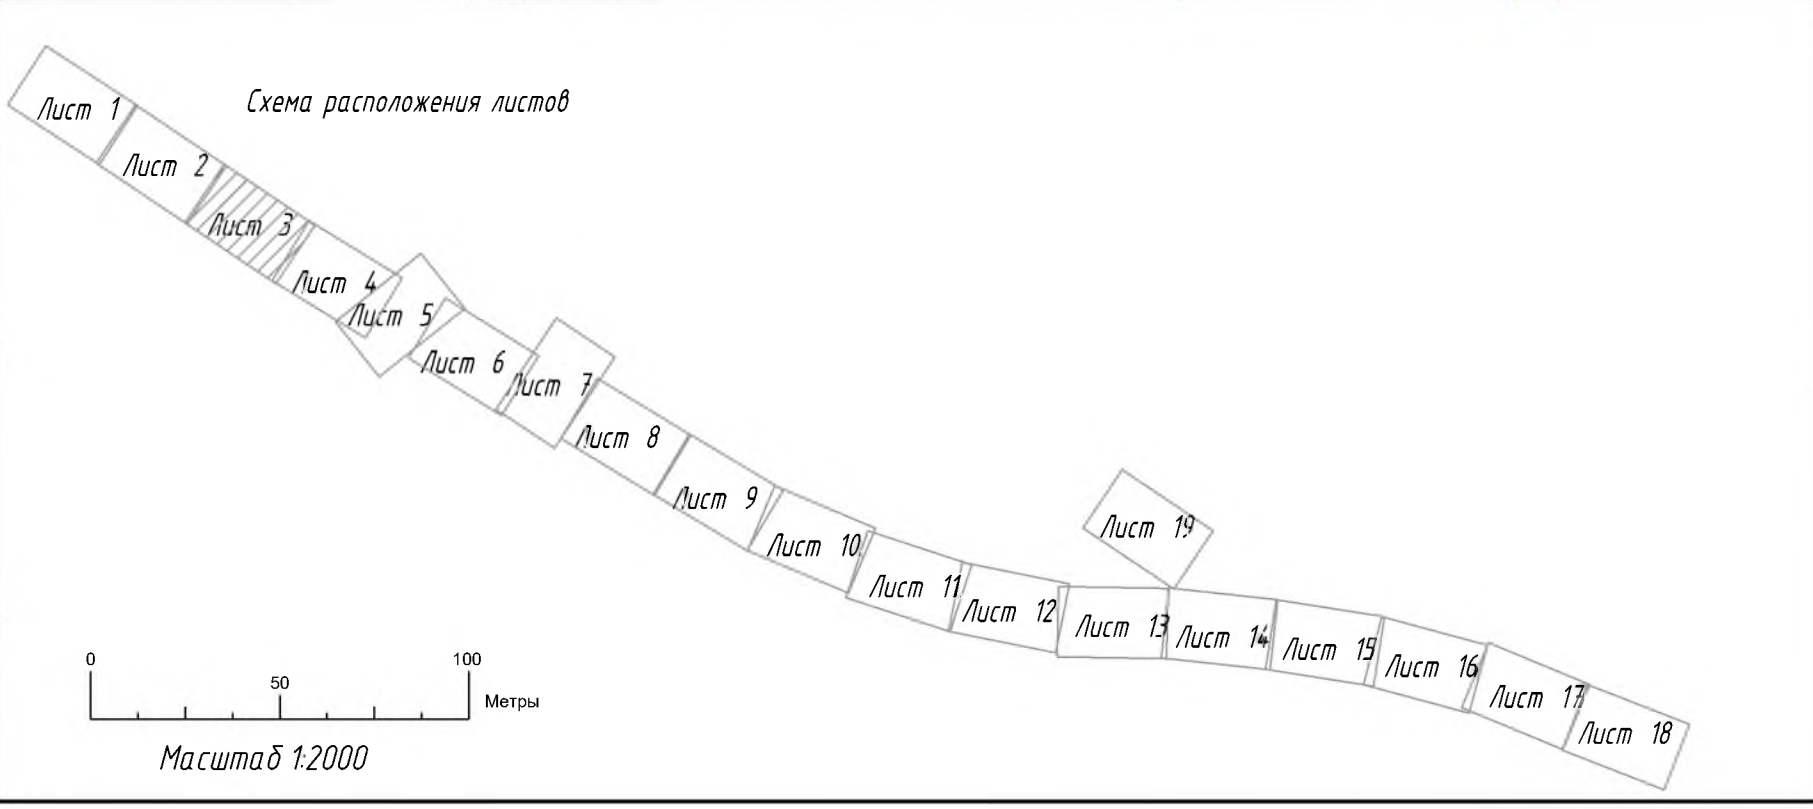 Схема расположения листов
Лист 1
Лист 2
Лист 3
Лист 4
Лист 5
Лист 6
Лист 7
Лист 8
Лист 9
Лист 10
Лист 11
Лист 12
Лист 13
Лист 14
Лист 15
Лист 16
Лист 17
Лист 18
Лист 19
0 50 100
Метры
Масштаб 1:2000